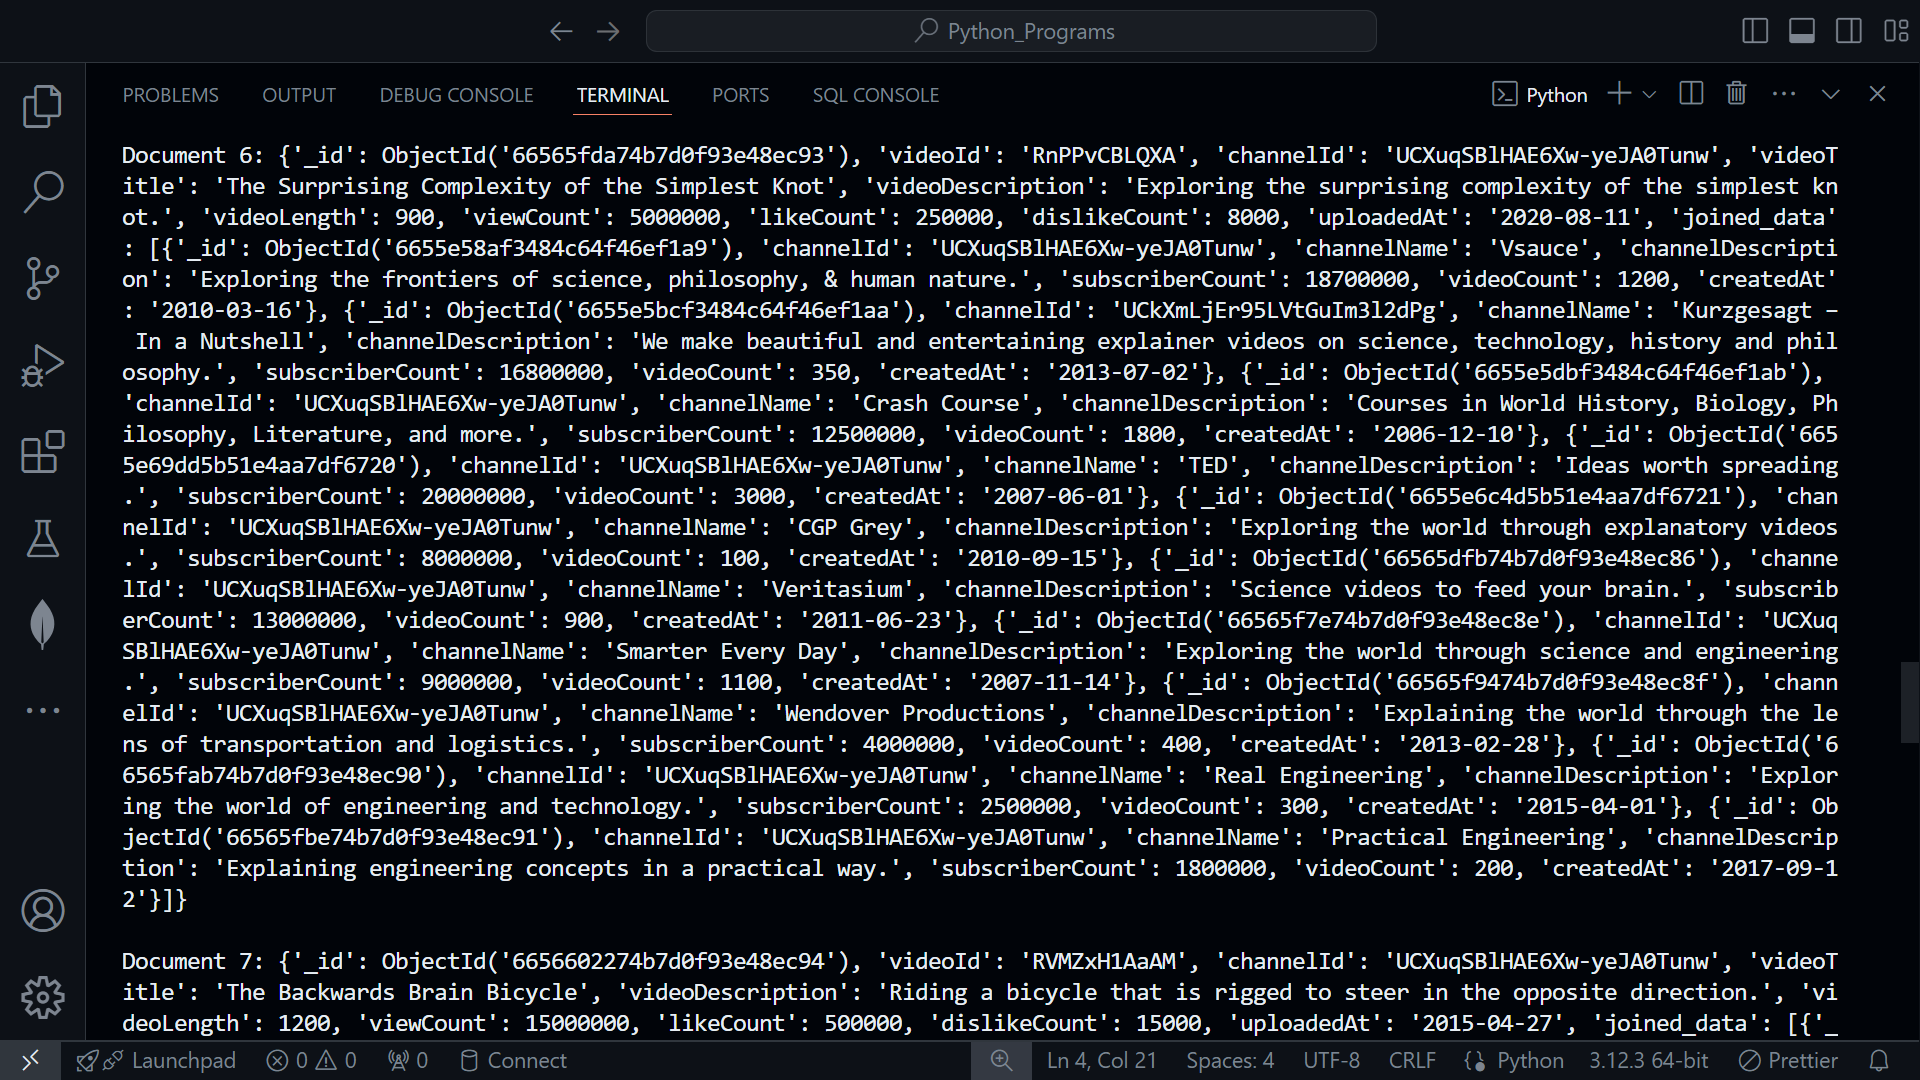 Python_Programs
PROBLEMS OUTPUT DEBUG CONSOLE TERMINAL PORTS SQL CONSOLE Python
Document 6: {'_id': ObjectId('66565fda74b7d0f93e48ec93'), 'videoId': 'RnPPvCBLQXA', 'channelId': 'UCXuqSBlHAE6Xw-yeJA0Tunw', 'videoT
itle': 'The Surprising Complexity of the Simplest Knot', 'videoDescription': 'Exploring the surprising complexity of the simplest kn
ot.', 'videoLength': 900, 'viewCount': 5000000, 'likeCount': 250000, 'dislikeCount': 8000, 'uploadedAt': '2020-08-11', 'joined_data'
: [{'_id': ObjectId('6655e58af3484c64f46ef1a9'), 'channelId': 'UCXuqSBlHAE6Xw-yeJA0Tunw', 'channelName': 'Vsauce', 'channelDescripti
on': 'Exploring the frontiers of science, philosophy, & human nature.', 'subscriberCount': 18700000, 'videoCount': 1200, 'createdAt'
: '2010-03-16'}, {'_id': ObjectId('6655e5bcf3484c64f46ef1aa'), 'channelId': 'UCkXmLjEr95LVtGuIm3l2dPg', 'channelName': 'Kurzgesagt –
 In a Nutshell', 'channelDescription': 'We make beautiful and entertaining explainer videos on science, technology, history and phil
osophy.', 'subscriberCount': 16800000, 'videoCount': 350, 'createdAt': '2013-07-02'}, {'_id': ObjectId('6655e5dbf3484c64f46ef1ab'),
'channelId': 'UCXuqSBlHAE6Xw-yeJA0Tunw', 'channelName': 'Crash Course', 'channelDescription': 'Courses in World History, Biology, Ph
ilosophy, Literature, and more.', 'subscriberCount': 12500000, 'videoCount': 1800, 'createdAt': '2006-12-10'}, {'_id': ObjectId('665
5e69dd5b51e4aa7df6720'), 'channelId': 'UCXuqSBlHAE6Xw-yeJA0Tunw', 'channelName': 'TED', 'channelDescription': 'Ideas worth spreading
.', 'subscriberCount': 20000000, 'videoCount': 3000, 'createdAt': '2007-06-01'}, {'_id': ObjectId('6655e6c4d5b51e4aa7df6721'), 'chan
nelId': 'UCXuqSBlHAE6Xw-yeJA0Tunw', 'channelName': 'CGP Grey', 'channelDescription': 'Exploring the world through explanatory videos
.', 'subscriberCount': 8000000, 'videoCount': 100, 'createdAt': '2010-09-15'}, {'_id': ObjectId('66565dfb74b7d0f93e48ec86'), 'channe
lId': 'UCXuqSBlHAE6Xw-yeJA0Tunw', 'channelName': 'Veritasium', 'channelDescription': 'Science videos to feed your brain.', 'subscrib
erCount': 13000000, 'videoCount': 900, 'createdAt': '2011-06-23'}, {'_id': ObjectId('66565f7e74b7d0f93e48ec8e'), 'channelId': 'UCXuq
SBlHAE6Xw-yeJA0Tunw', 'channelName': 'Smarter Every Day', 'channelDescription': 'Exploring the world through science and engineering
.', 'subscriberCount': 9000000, 'videoCount': 1100, 'createdAt': '2007-11-14'}, {'_id': ObjectId('66565f9474b7d0f93e48ec8f'), 'chann
elId': 'UCXuqSBlHAE6Xw-yeJA0Tunw', 'channelName': 'Wendover Productions', 'channelDescription': 'Explaining the world through the le
ns of transportation and logistics.', 'subscriberCount': 4000000, 'videoCount': 400, 'createdAt': '2013-02-28'}, {'_id': ObjectId('6
6565fab74b7d0f93e48ec90'), 'channelId': 'UCXuqSBlHAE6Xw-yeJA0Tunw', 'channelName': 'Real Engineering', 'channelDescription': 'Explor
ing the world of engineering and technology.', 'subscriberCount': 2500000, 'videoCount': 300, 'createdAt': '2015-04-01'}, {'_id': Ob
jectId('66565fbe74b7d0f93e48ec91'), 'channelId': 'UCXuqSBlHAE6Xw-yeJA0Tunw', 'channelName': 'Practical Engineering', 'channelDescrip
tion': 'Explaining engineering concepts in a practical way.', 'subscriberCount': 1800000, 'videoCount': 200, 'createdAt': '2017-09-1
2'}]}
Document 7: {'_id': ObjectId('6656602274b7d0f93e48ec94'), 'videoId': 'RVMZxH1AaAM', 'channelId': 'UCXuqSBlHAE6Xw-yeJA0Tunw', 'videoT
itle': 'The Backwards Brain Bicycle', 'videoDescription': 'Riding a bicycle that is rigged to steer in the opposite direction.', 'vi
deoLength': 1200, 'viewCount': 15000000, 'likeCount': 500000, 'dislikeCount': 15000, 'uploadedAt': '2015-04-27', 'joined_data': [{'_
Launchpad 0 0 0 Connect Ln 4, Col 21 Spaces: 4 UTF-8 CRLF Python 3.12.3 64-bit Prettier